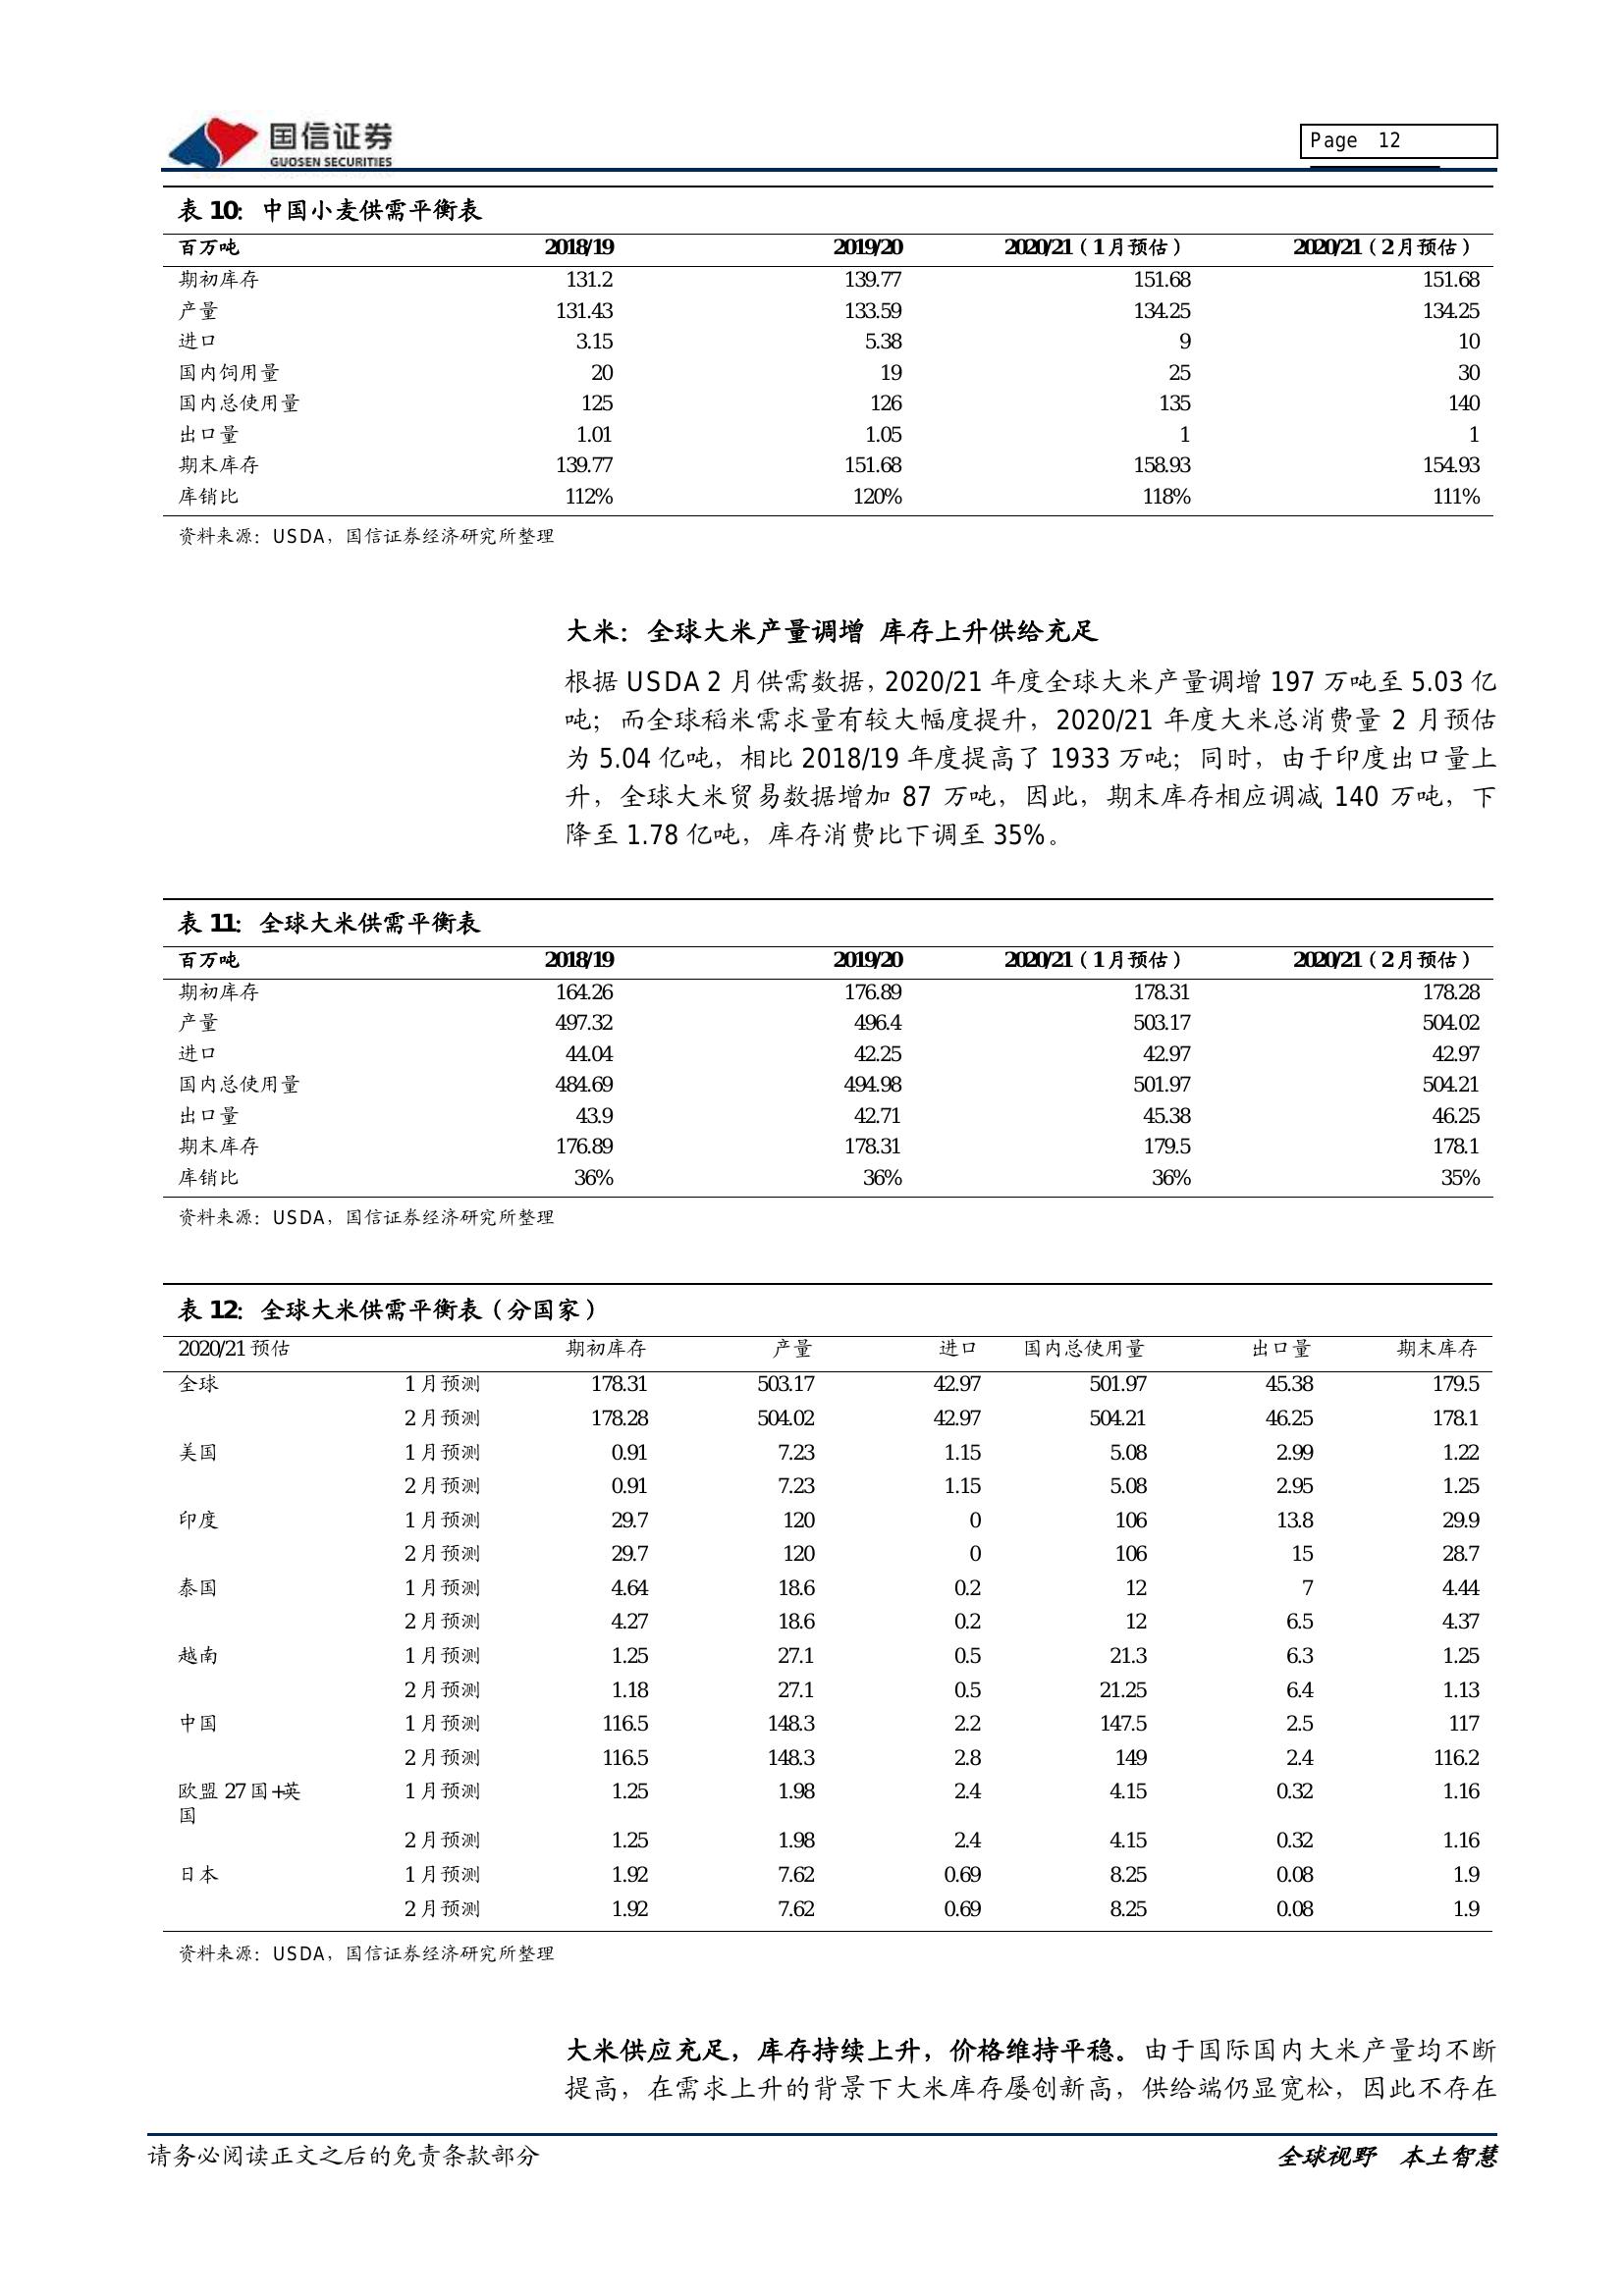 国信证券
GUOSEN SECURITIES
Page 12
表 10：中国小麦供需平衡表
百万吨 2018/19 2019/20 2020/21（1 月预估） 2020/21（2 月预估）
期初库存 131.2 139.77 151.68 151.68
产量 131.43 133.59 134.25 134.25
进口 3.15 5.38 9 10
国内饲用量 20 19 25 30
国内总使用量 125 126 135 140
出口量 1.01 1.05 1 1
期末库存 139.77 151.68 158.93 154.93
库销比 112% 120% 118% 111%
资料来源：USDA，国信证券经济研究所整理
大米：全球大米产量调增 库存上升供给充足
根据 USDA 2 月供需数据，2020/21 年度全球大米产量调增 197 万吨至 5.03 亿
吨；而全球稻米需求量有较大幅度提升，2020/21 年度大米总消费量 2 月预估
为 5.04 亿吨，相比 2018/19 年度提高了 1933 万吨；同时，由于印度出口量上
升，全球大米贸易数据增加 87 万吨，因此，期末库存相应调减 140 万吨，下
降至 1.78 亿吨，库存消费比下调至 35%。
表 11：全球大米供需平衡表
百万吨 2018/19 2019/20 2020/21（1 月预估） 2020/21（2 月预估）
期初库存 164.26 176.89 178.31 178.28
产量 497.32 496.4 503.17 504.02
进口 44.04 42.25 42.97 42.97
国内总使用量 484.69 494.98 501.97 504.21
出口量 43.9 42.71 45.38 46.25
期末库存 176.89 178.31 179.5 178.1
库销比 36% 36% 36% 35%
资料来源：USDA，国信证券经济研究所整理
表 12：全球大米供需平衡表（分国家）
2020/21 预估 期初库存 产量 进口 国内总使用量 出口量 期末库存
全球 1 月预测 178.31 503.17 42.97 501.97 45.38 179.5
2 月预测 178.28 504.02 42.97 504.21 46.25 178.1
美国 1 月预测 0.91 7.23 1.15 5.08 2.99 1.22
2 月预测 0.91 7.23 1.15 5.08 2.95 1.25
印度 1 月预测 29.7 120 0 106 13.8 29.9
2 月预测 29.7 120 0 106 15 28.7
泰国 1 月预测 4.64 18.6 0.2 12 7 4.44
2 月预测 4.27 18.6 0.2 12 6.5 4.37
越南 1 月预测 1.25 27.1 0.5 21.3 6.3 1.25
2 月预测 1.18 27.1 0.5 21.25 6.4 1.13
中国 1 月预测 116.5 148.3 2.2 147.5 2.5 117
2 月预测 116.5 148.3 2.8 149 2.4 116.2
欧盟 27 国+英 1 月预测 1.25 1.98 2.4 4.15 0.32 1.16
国
2 月预测 1.25 1.98 2.4 4.15 0.32 1.16
日本 1 月预测 1.92 7.62 0.69 8.25 0.08 1.9
2 月预测 1.92 7.62 0.69 8.25 0.08 1.9
资料来源：USDA，国信证券经济研究所整理
大米供应充足，库存持续上升，价格维持平稳。由于国际国内大米产量均不断
提高，在需求上升的背景下大米库存屡创新高，供给端仍显宽松，因此不存在
请务必阅读正文之后的免责条款部分 全球视野 本土智慧